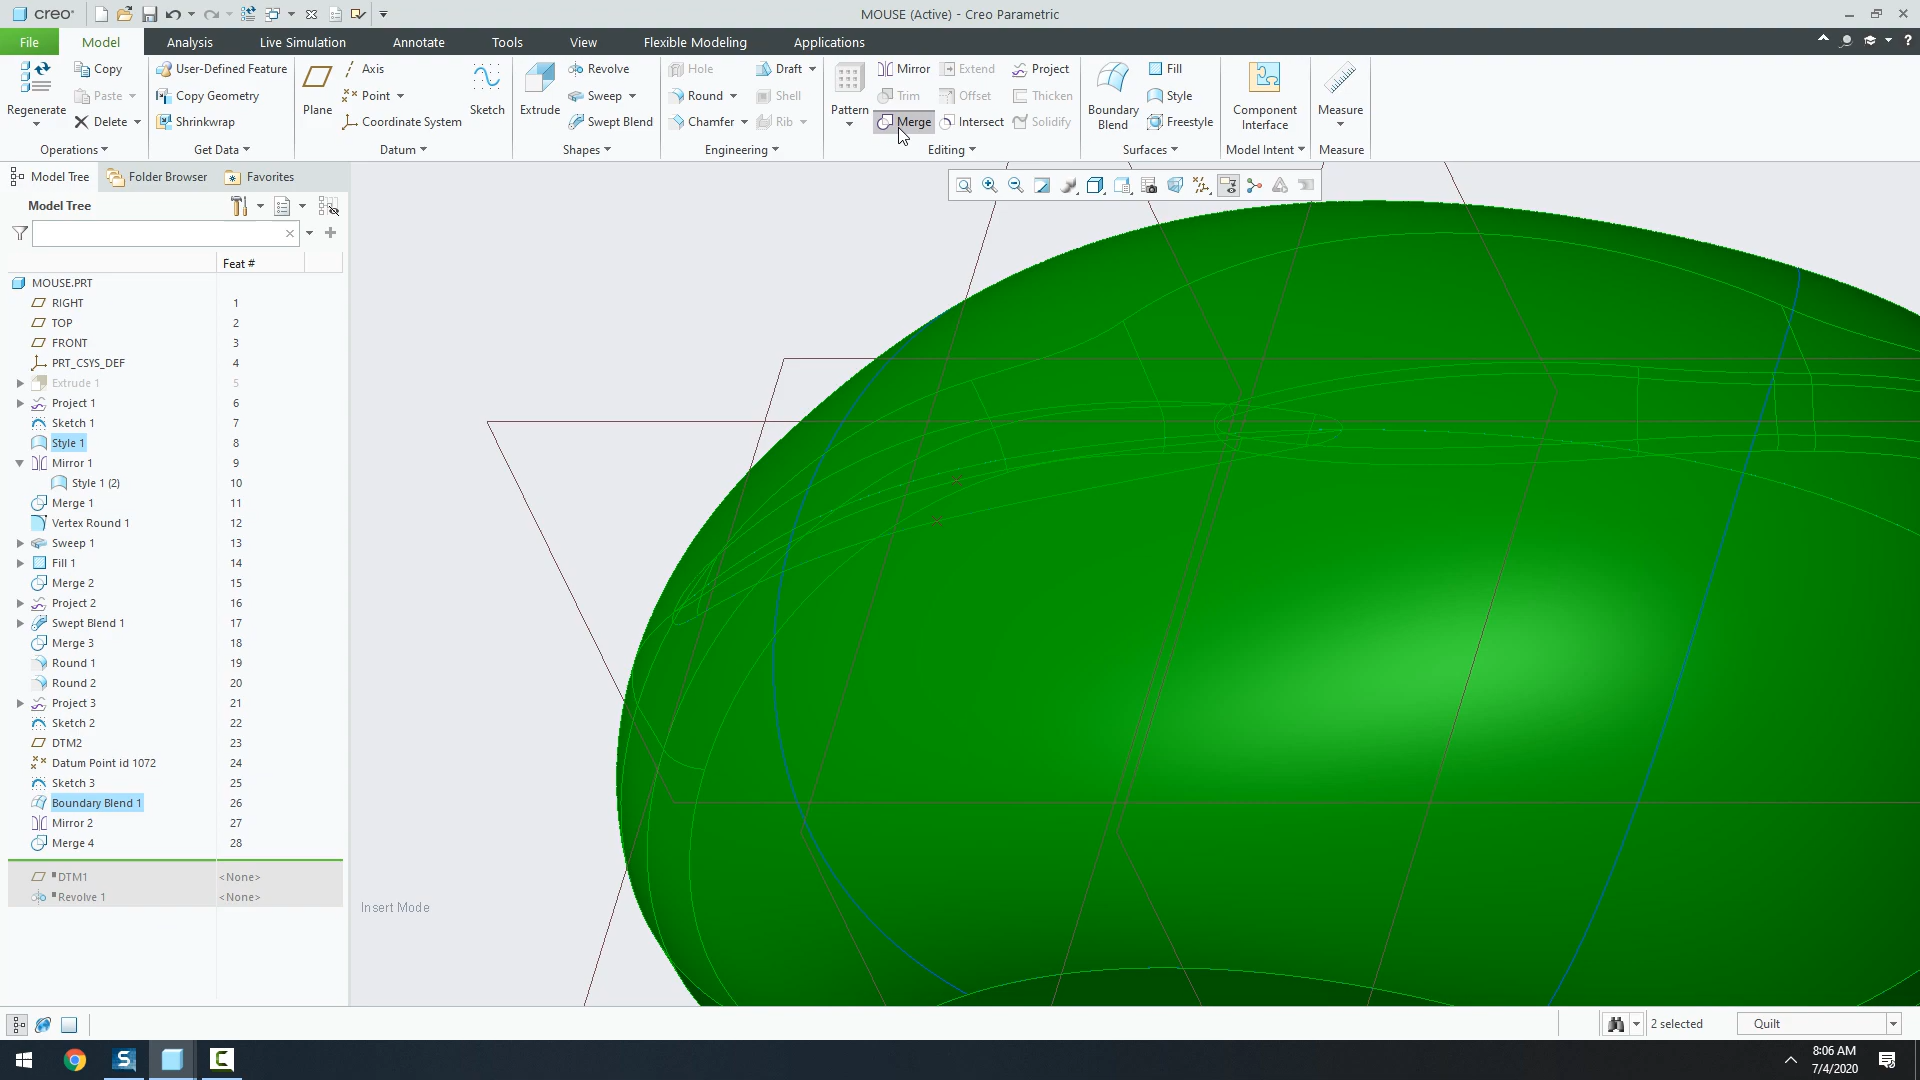 creo
MOUSE (Active) - Creo Parametric
File
Model
Analysis
Live Simulation
Annotate
Tools
View
Flexible Modeling
Applications
?
Regenerate
Copy
Paste
Delete
Operations
User-Defined Feature
Copy Geometry
Shrinkwrap
Get Data
Plane
Axis
Point
Coordinate System
Sketch
Datum
Extrude
Revolve
Sweep
Swept Blend
Shapes
Hole
Draft
Round
Shell
Chamfer
Rib
Engineering
Pattern
Mirror
Extend
Project
Trim
Offset
Thicken
Merge
Intersect
Solidify
Editing
Boundary
Blend
Fill
Style
Freestyle
Surfaces
Component
Interface
Model Intent
Measure
Measure
Model Tree
Folder Browser
Favorites
Model Tree
Feat #
MOUSE.PRT
RIGHT 1
TOP 2
FRONT 3
PRT_CSYS_DEF 4
Extrude 1 5
Project 1 6
Sketch 1 7
Style 1 8
Mirror 1 9
Style 1 (2) 10
Merge 1 11
Vertex Round 1 12
Sweep 1 13
Fill 1 14
Merge 2 15
Project 2 16
Swept Blend 1 17
Merge 3 18
Round 1 19
Round 2 20
Project 3 21
Sketch 2 22
DTM2 23
Datum Point id 1072 24
Sketch 3 25
Boundary Blend 1 26
Mirror 2 27
Merge 4 28
DTM1 <None>
Revolve 1 <None>
Insert Mode
2 selected
Quilt
8:06 AM
7/4/2020